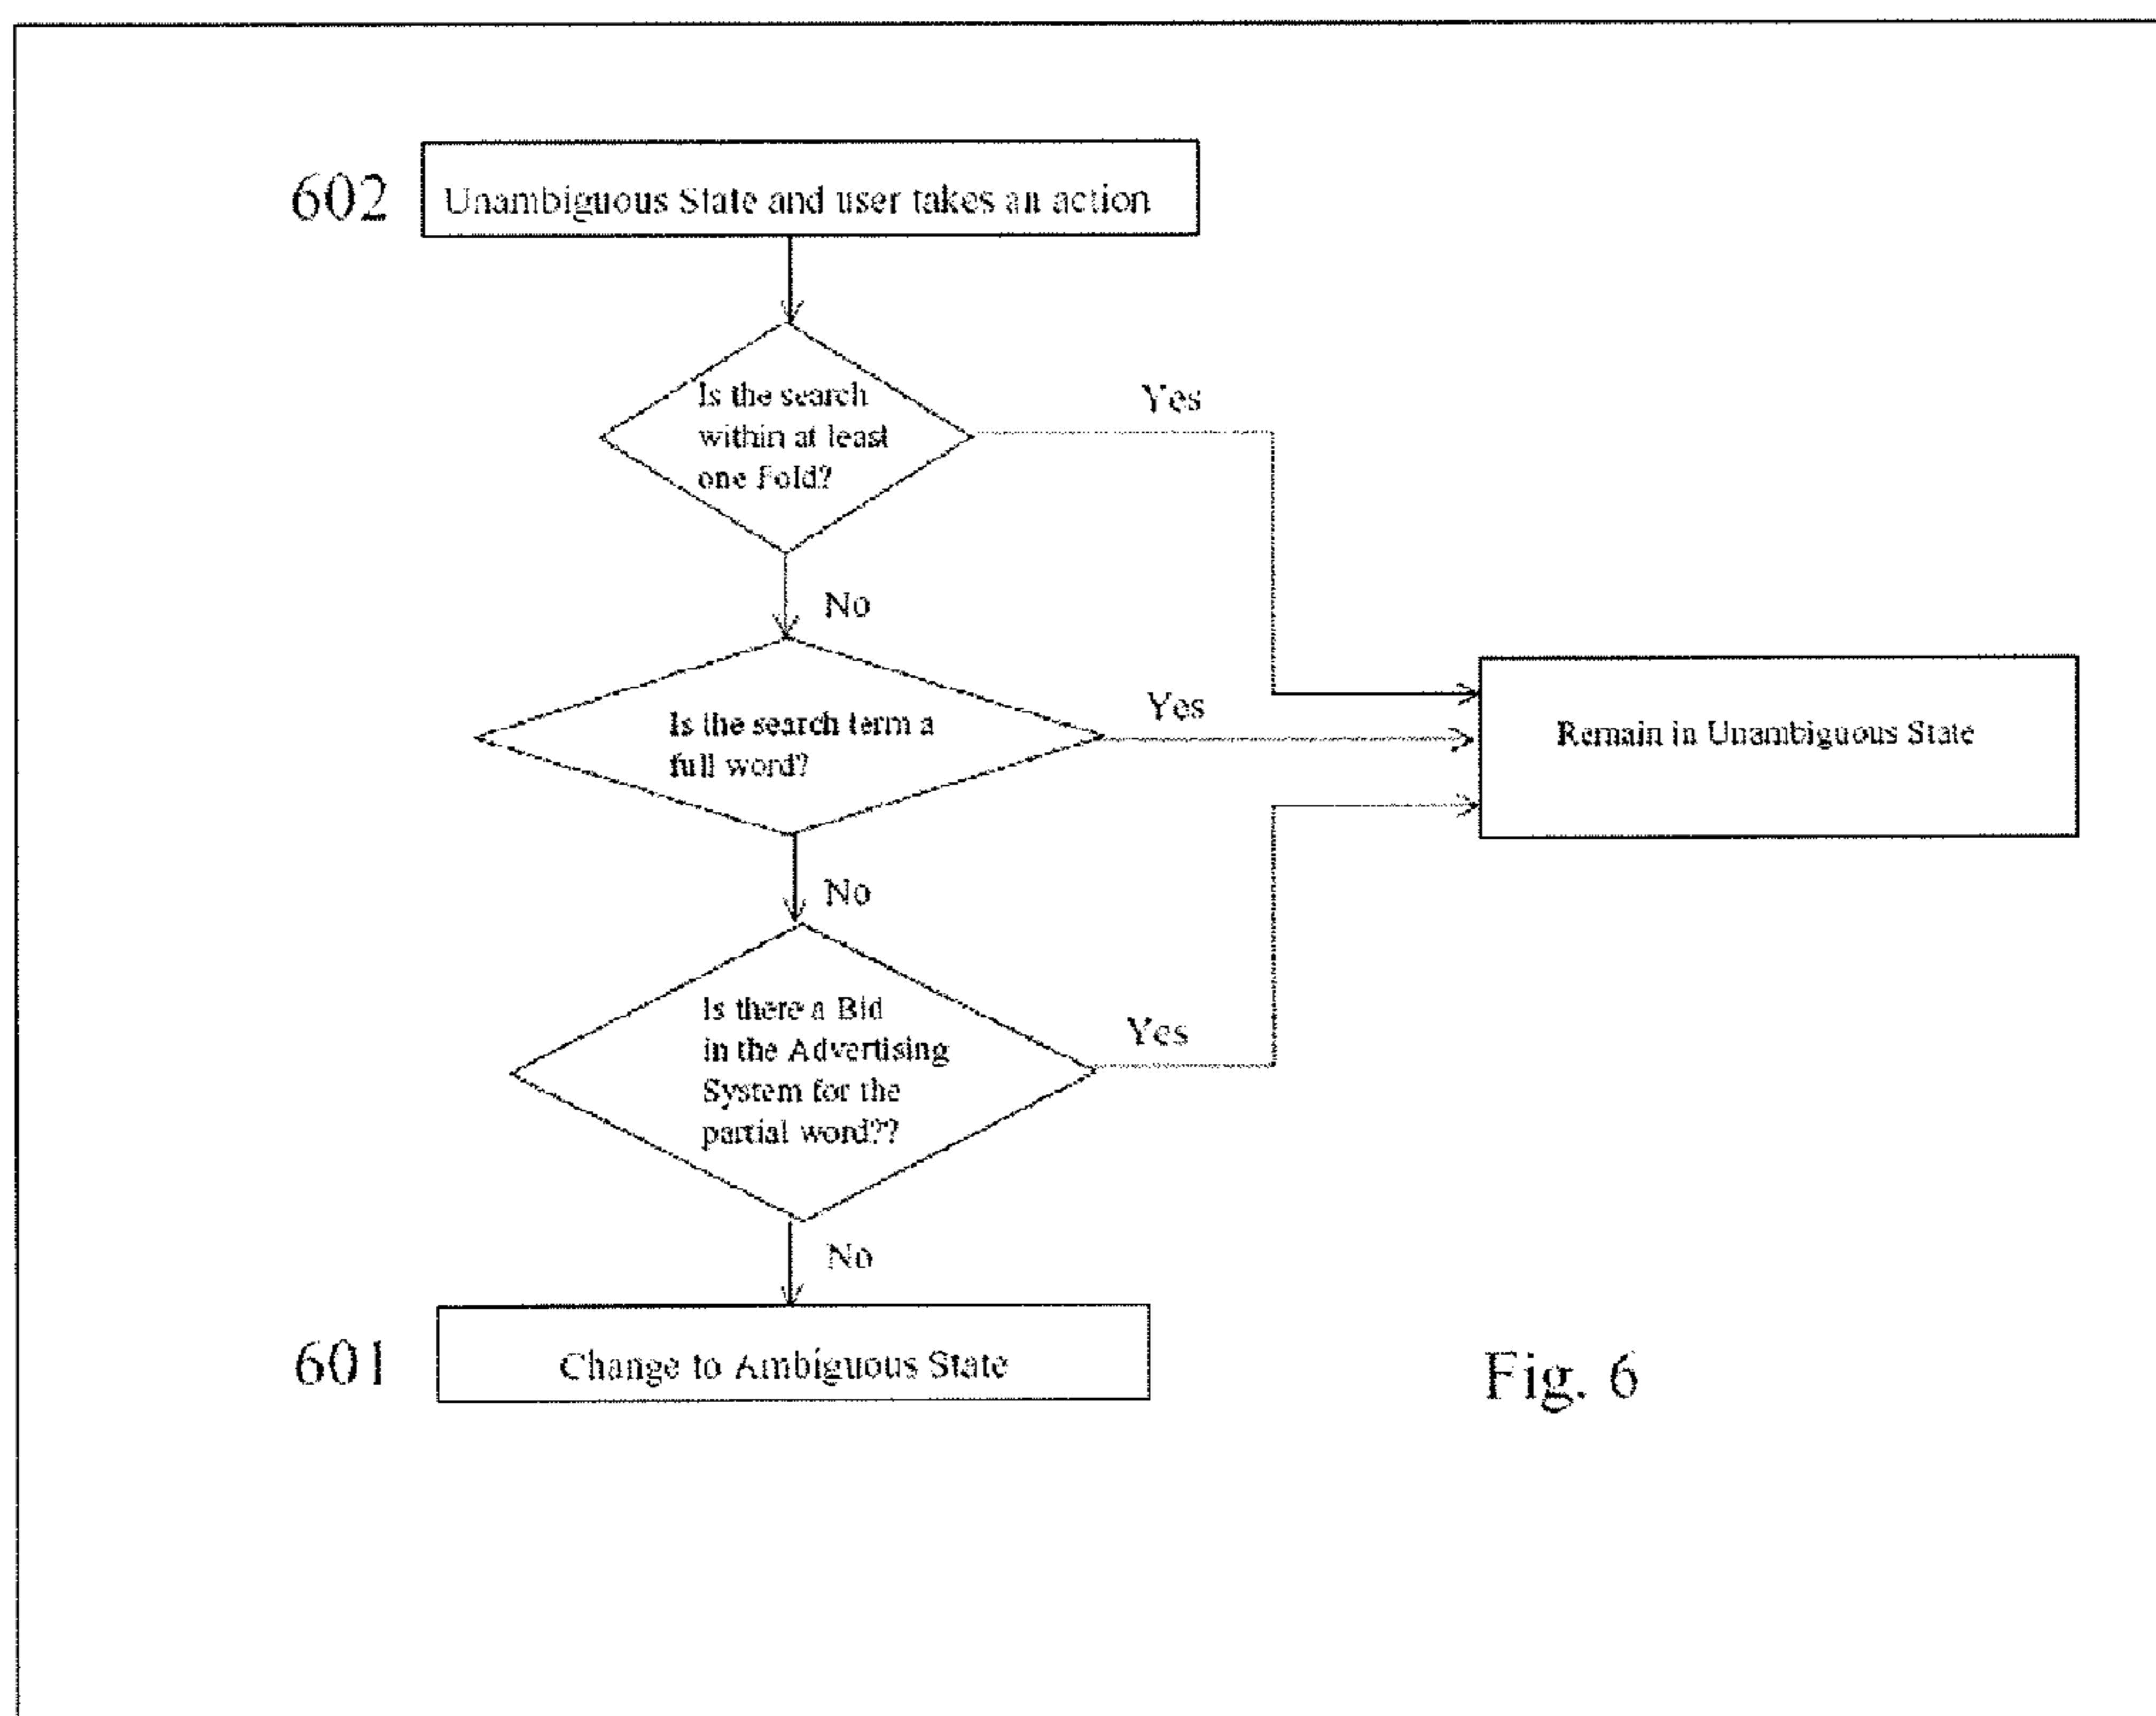 602
Unambiguous State and user takes an action
Is the search
within at least
one Fold?
Yes
No
Is the search term a
full word?
Yes
Remain in Unambiguous State
No
Is there a Bid
in the Advertising
System for the
partial word??
Yes
No
601
Change to Ambiguous State
Fig. 6